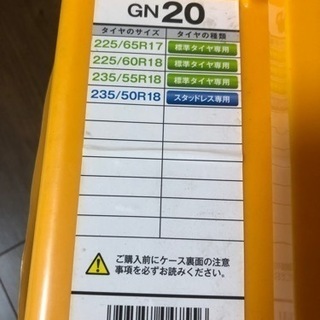 GN20
タイヤのサイズ タイヤの種類
225/65R17 標準タイヤ専用
225/60R18 標準タイヤ専用
235/55R18 標準タイヤ専用
235/50R18 スタッドレス専用
ご購入前にケース裏面の注意
事項を必ずお読みください。